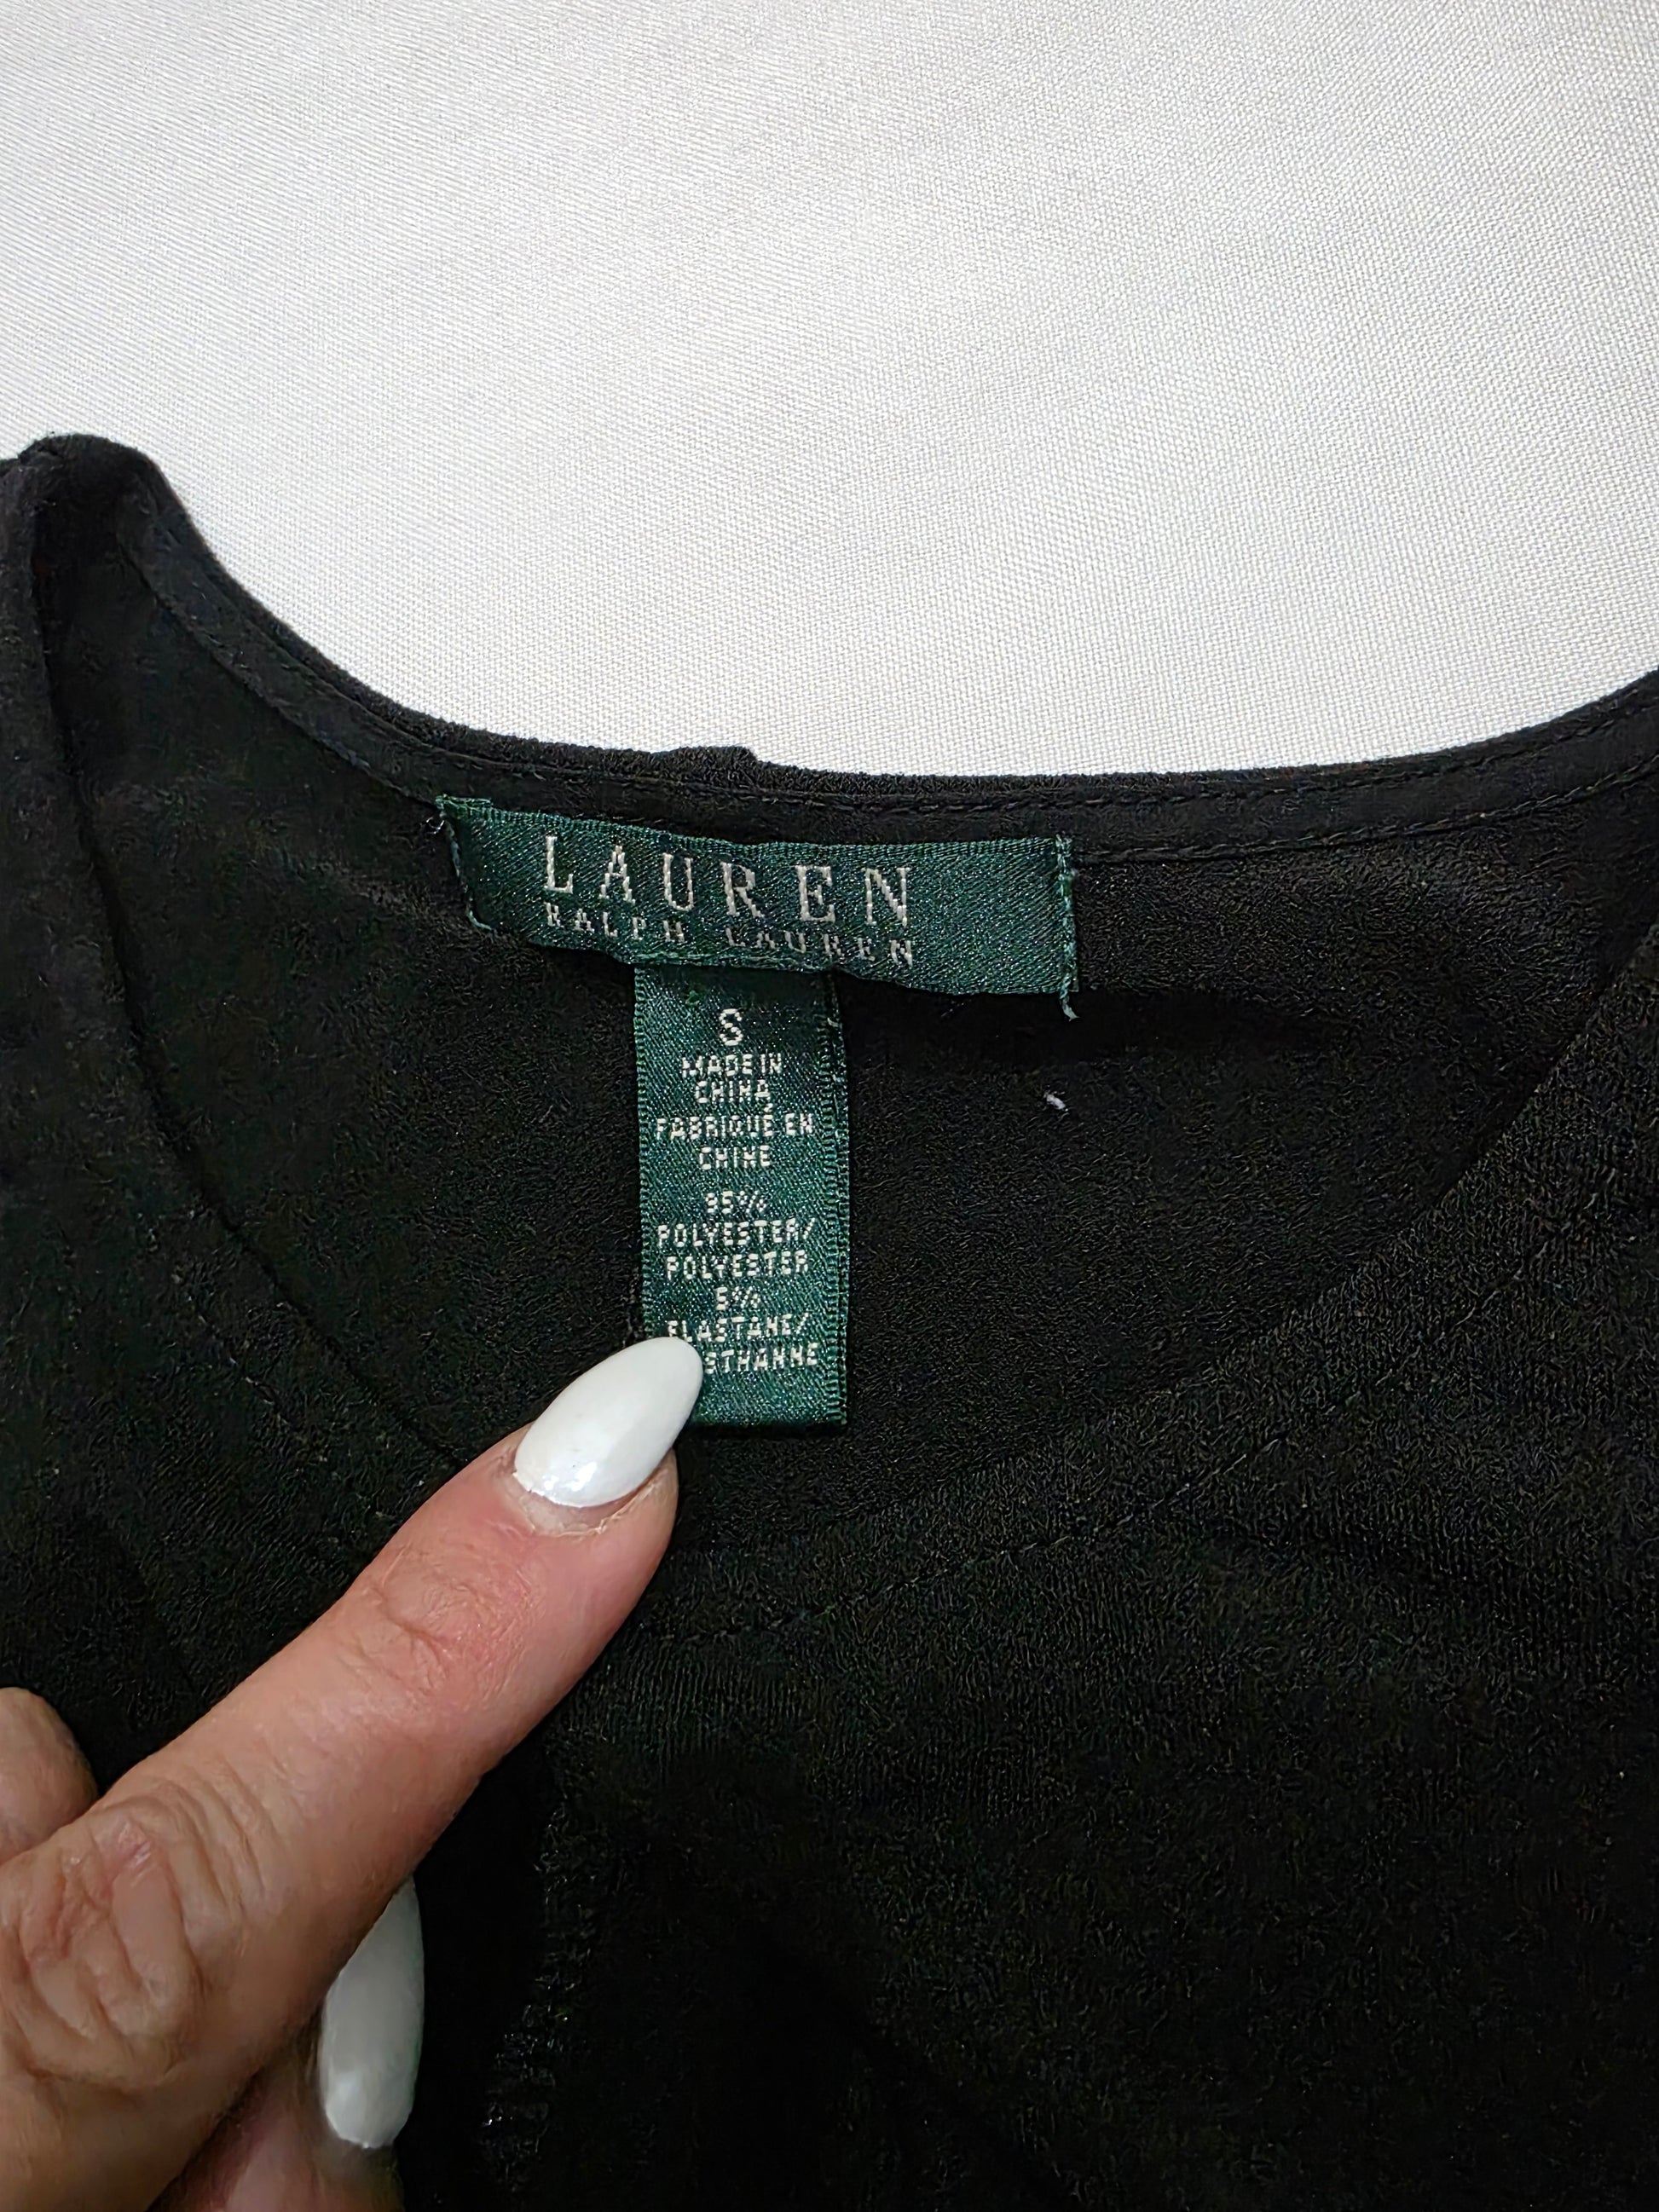 LAUREN
RALPH LAUREN
S
MADE IN
CHINA
FABRIQUÉ EN
CHINE
95%
POLYESTER/
POLYESTER
5%
ELASTANE/